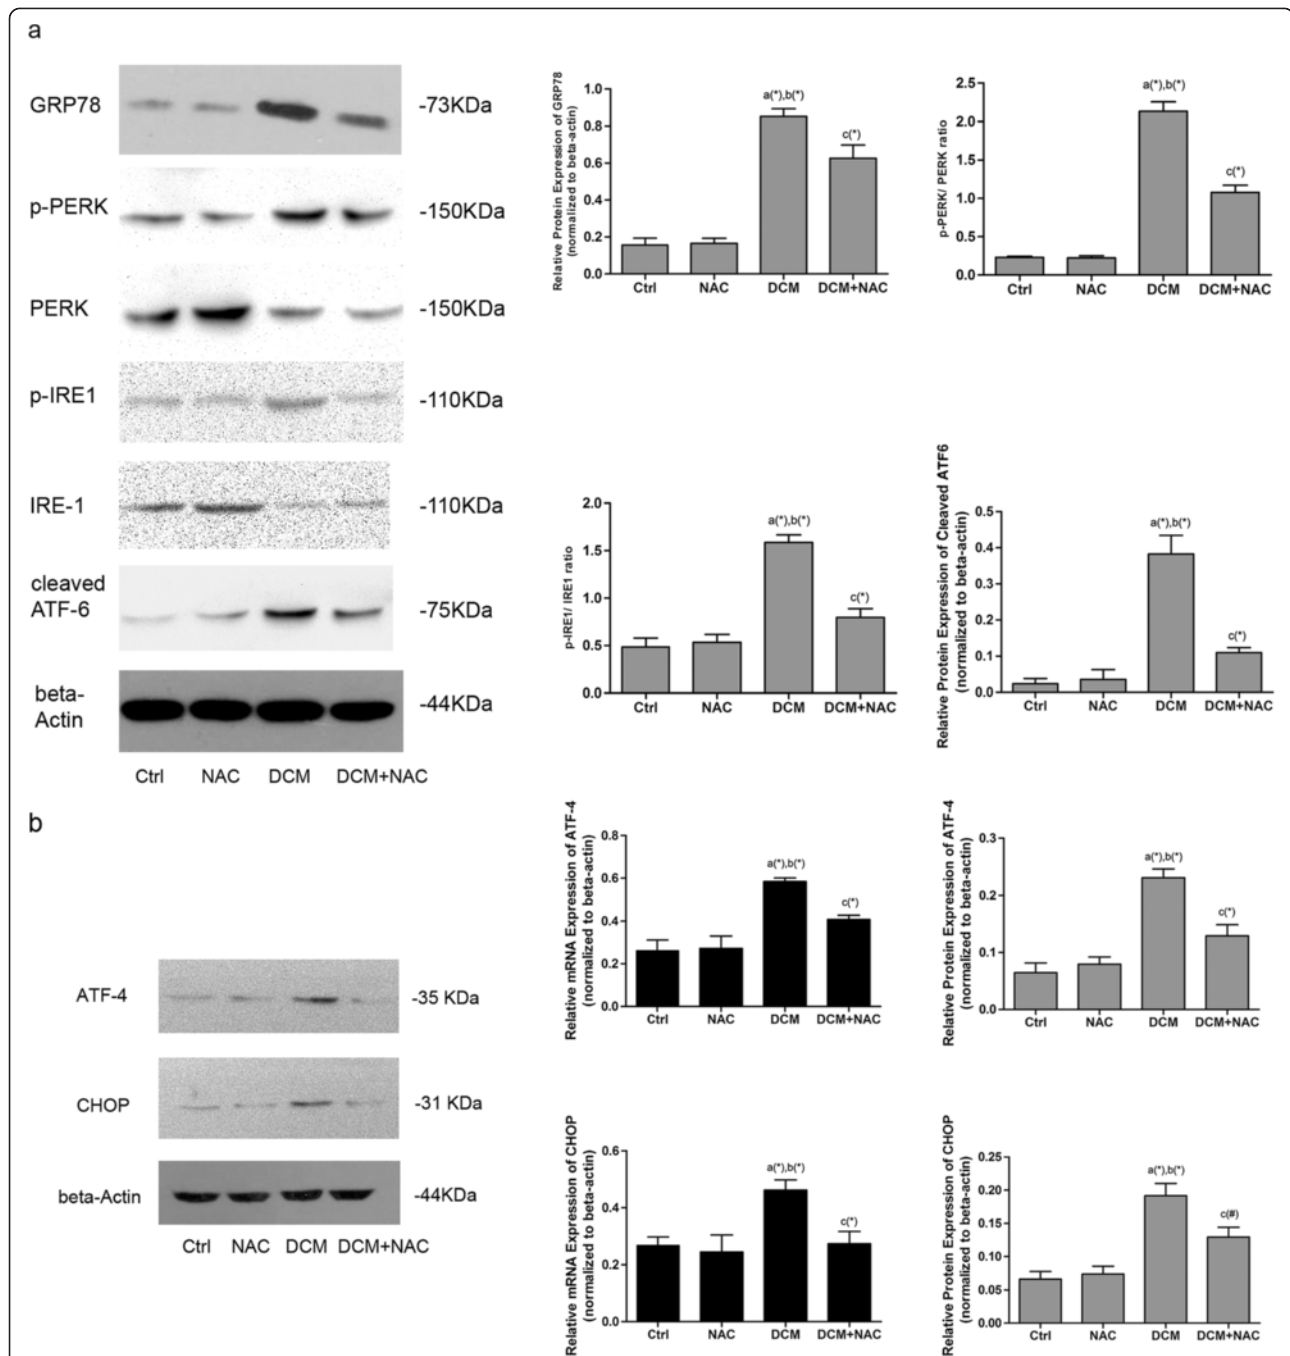 a
GRP78
-73KDa
p-PERK
-150KDa
PERK
-150KDa
p-IRE1
-110KDa
IRE-1
-110KDa
cleaved
ATF-6
-75KDa
beta-
Actin
-44KDa
Ctrl NAC DCM DCM+NAC
Relative Protein Expression of GRP78
(normalized to beta-actin)
1.0
0.8
0.6
0.4
0.2
0.0
a(*),b(*)
c(*)
Ctrl NAC DCM DCM+NAC
p-PERK/ PERK ratio
2.5
2.0
1.5
1.0
0.5
0.0
a(*),b(*)
c(*)
Ctrl NAC DCM DCM+NAC
p-IRE1/ IRE1 ratio
2.0
1.5
1.0
0.5
0.0
a(*),b(*)
c(*)
Ctrl NAC DCM DCM+NAC
Relative Protein Expression of Cleaved ATF6
(normalized to beta-actin)
0.5
0.4
0.3
0.2
0.1
0.0
a(*),b(*)
c(*)
Ctrl NAC DCM DCM+NAC
b
ATF-4
-35 KDa
CHOP
-31 KDa
beta-Actin
-44KDa
Ctrl NAC DCM DCM+NAC
Relative mRNA Expression of ATF-4
(normalized to beta-actin)
0.8
0.6
0.4
0.2
0.0
a(*),b(*)
c(*)
Ctrl NAC DCM DCM+NAC
Relative Protein Expression of ATF-4
(normalized to beta-actin)
0.3
0.2
0.1
0.0
a(*),b(*)
c(*)
Ctrl NAC DCM DCM+NAC
Relative mRNA Expression of CHOP
(normalized to beta-actin)
0.6
0.4
0.2
0.0
a(*),b(*)
c(*)
Ctrl NAC DCM DCM+NAC
Relative Protein Expression of CHOP
(normalized to beta-actin)
0.25
0.20
0.15
0.10
0.05
0.00
a(*),b(*)
c(#)
Ctrl NAC DCM DCM+NAC